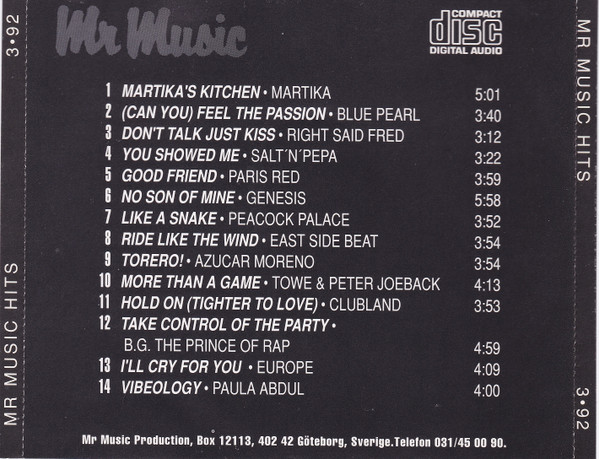 Mr Music
COMPACT
disc
DIGITAL AUDIO
1 MARTIKA'S KITCHEN • MARTIKA 5:01
2 (CAN YOU) FEEL THE PASSION • BLUE PEARL 3:40
3 DON'T TALK JUST KISS • RIGHT SAID FRED 3:12
4 YOU SHOWED ME • SALT´N´PEPA 3:22
5 GOOD FRIEND • PARIS RED 3:59
6 NO SON OF MINE • GENESIS 5:58
7 LIKE A SNAKE • PEACOCK PALACE 3:52
8 RIDE LIKE THE WIND • EAST SIDE BEAT 3:54
9 TORERO! • AZUCAR MORENO 3:54
10 MORE THAN A GAME • TOWE & PETER JOEBACK 4:13
11 HOLD ON (TIGHTER TO LOVE) • CLUBLAND 3:53
12 TAKE CONTROL OF THE PARTY •
B.G. THE PRINCE OF RAP 4:59
13 I'LL CRY FOR YOU • EUROPE 4:09
14 VIBEOLOGY • PAULA ABDUL 4:00
Mr Music Production, Box 12113, 402 42 Göteborg, Sverige.Telefon 031/45 00 90.
MR MUSIC HITS 3•92
MR MUSIC HITS 3•92